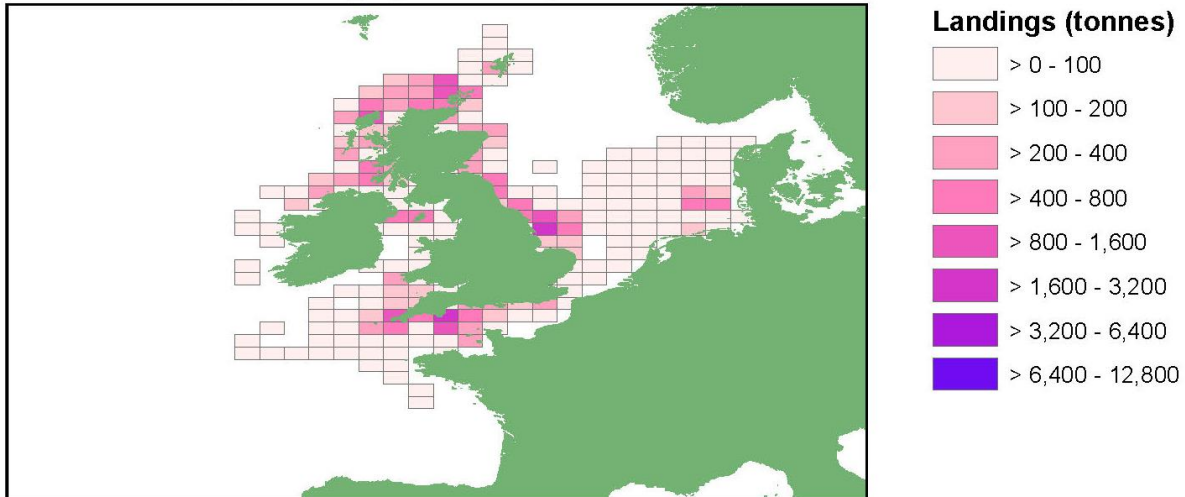 Landings (tonnes)
> 0 - 100
> 100 - 200
> 200 - 400
> 400 - 800
> 800 - 1,600
> 1,600 - 3,200
> 3,200 - 6,400
> 6,400 - 12,800